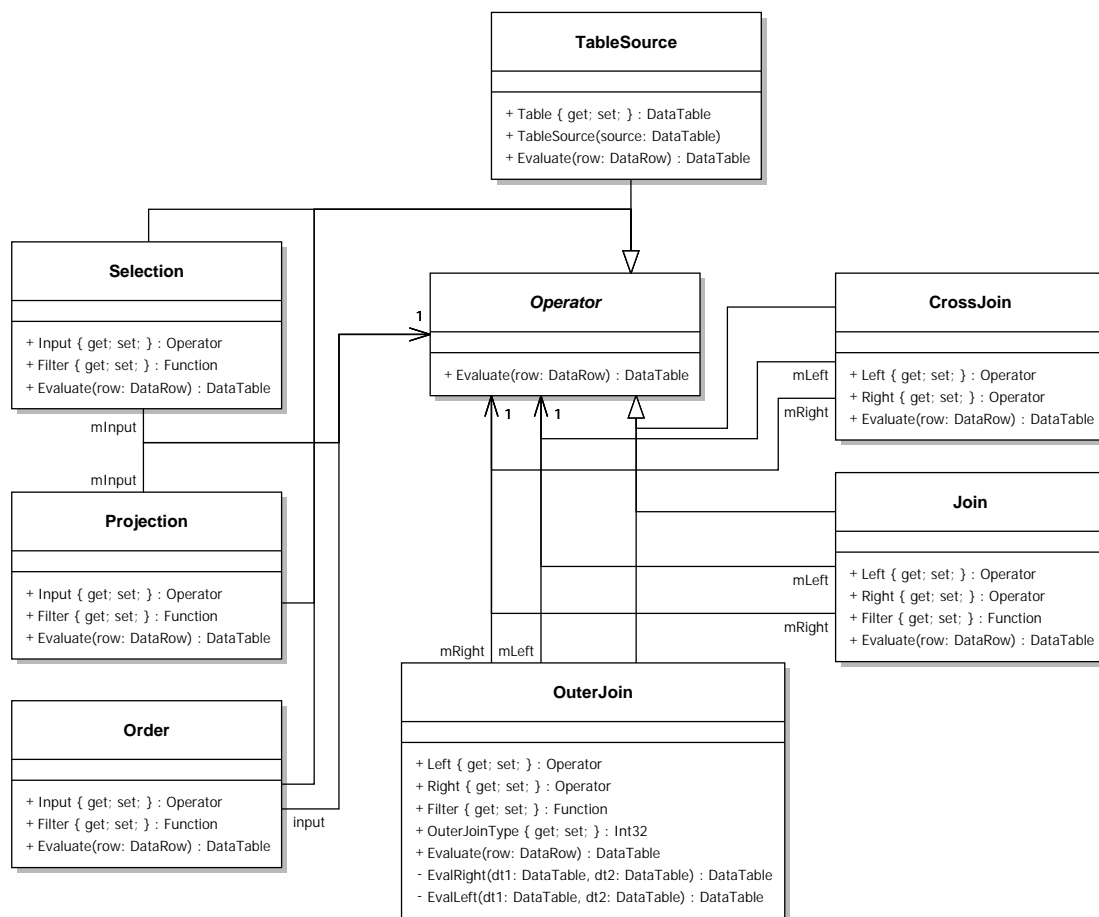 TableSource
+ Table { get; set; } : DataTable
+ TableSource(source: DataTable)
+ Evaluate(row: DataRow) : DataTable
Selection
+ Input { get; set; } : Operator
+ Filter { get; set; } : Function
+ Evaluate(row: DataRow) : DataTable
mInput
1
Operator
+ Evaluate(row: DataRow) : DataTable
1
1
CrossJoin
+ Left { get; set; } : Operator
+ Right { get; set; } : Operator
+ Evaluate(row: DataRow) : DataTable
mLeft
mRight
mInput
Projection
+ Input { get; set; } : Operator
+ Filter { get; set; } : Function
+ Evaluate(row: DataRow) : DataTable
Join
+ Left { get; set; } : Operator
+ Right { get; set; } : Operator
+ Filter { get; set; } : Function
+ Evaluate(row: DataRow) : DataTable
mLeft
mRight
Order
+ Input { get; set; } : Operator
+ Filter { get; set; } : Function
+ Evaluate(row: DataRow) : DataTable
input
mRight
mLeft
OuterJoin
+ Left { get; set; } : Operator
+ Right { get; set; } : Operator
+ Filter { get; set; } : Function
+ OuterJoinType { get; set; } : Int32
+ Evaluate(row: DataRow) : DataTable
- EvalRight(dt1: DataTable, dt2: DataTable) : DataTable
- EvalLeft(dt1: DataTable, dt2: DataTable) : DataTable